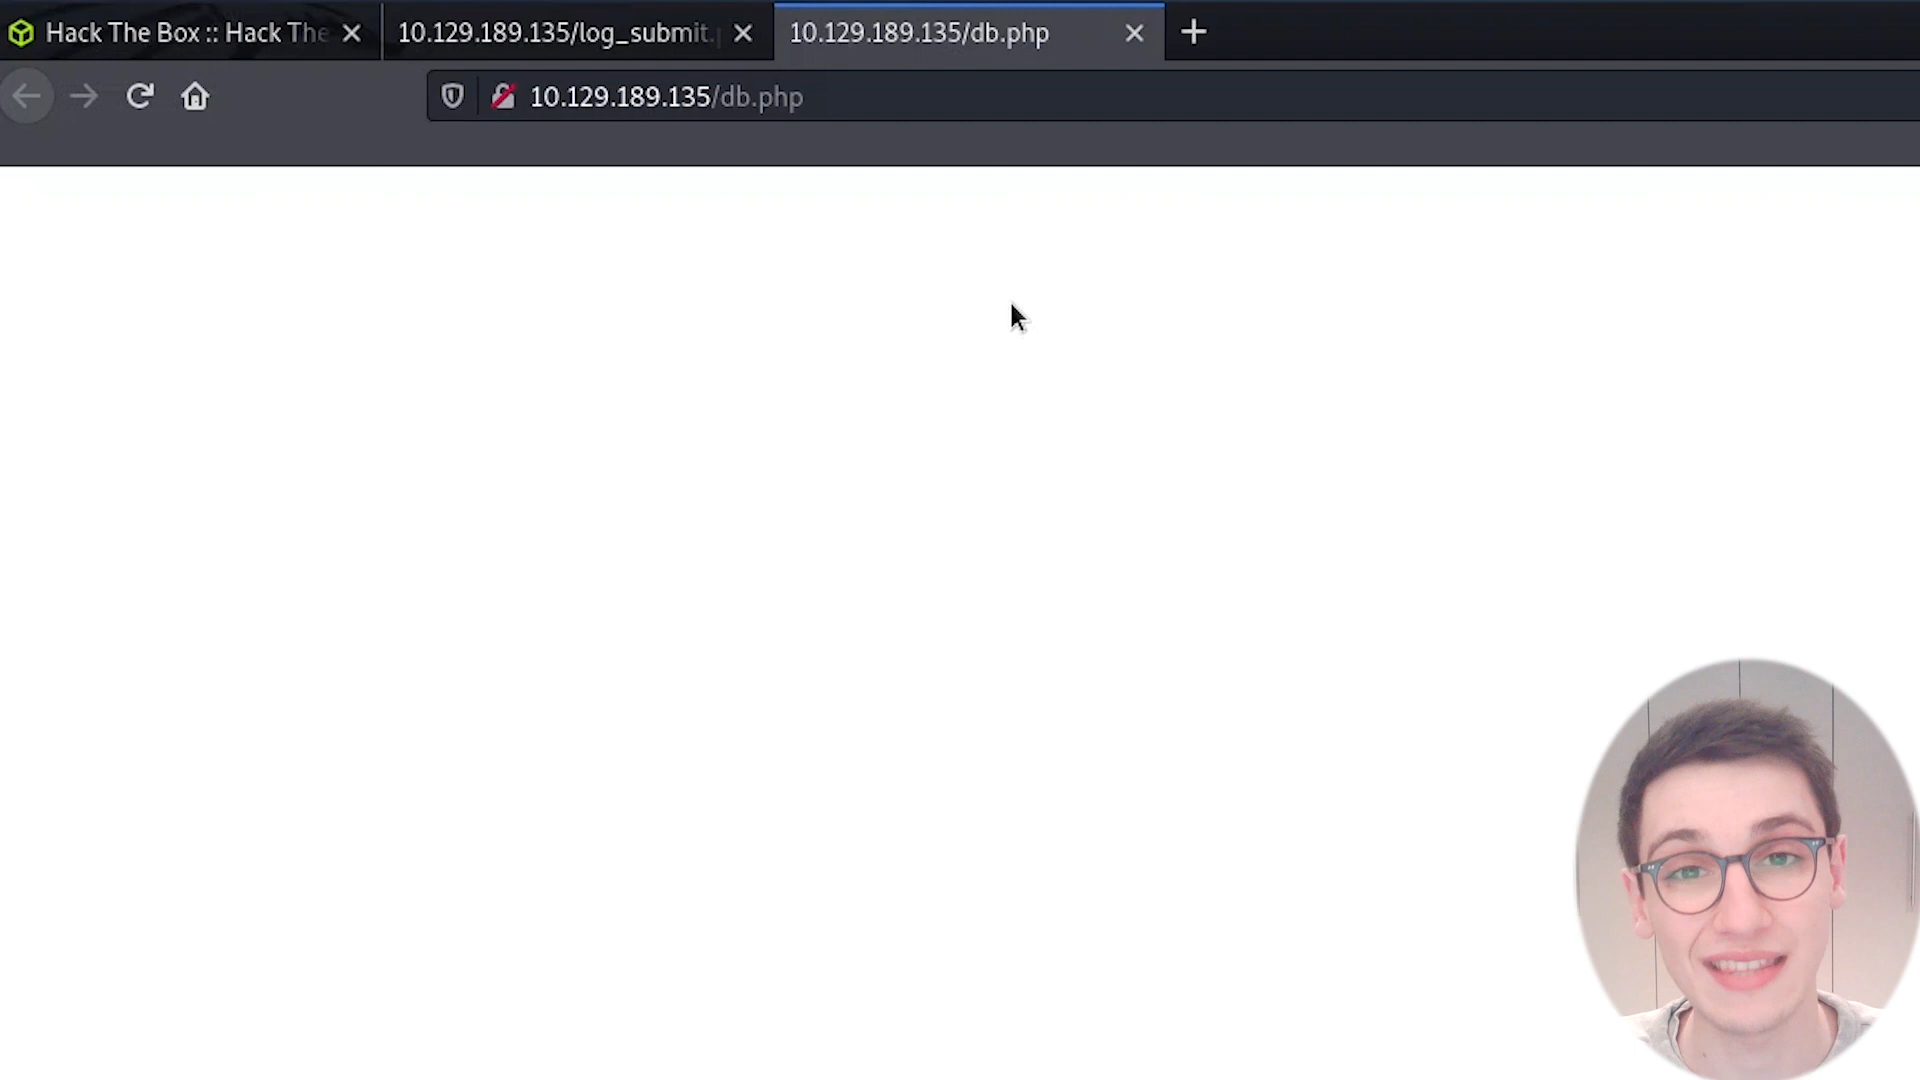 Hack The Box :: Hack The
10.129.189.135/log_submit.
10.129.189.135/db.php
10.129.189.135/db.php